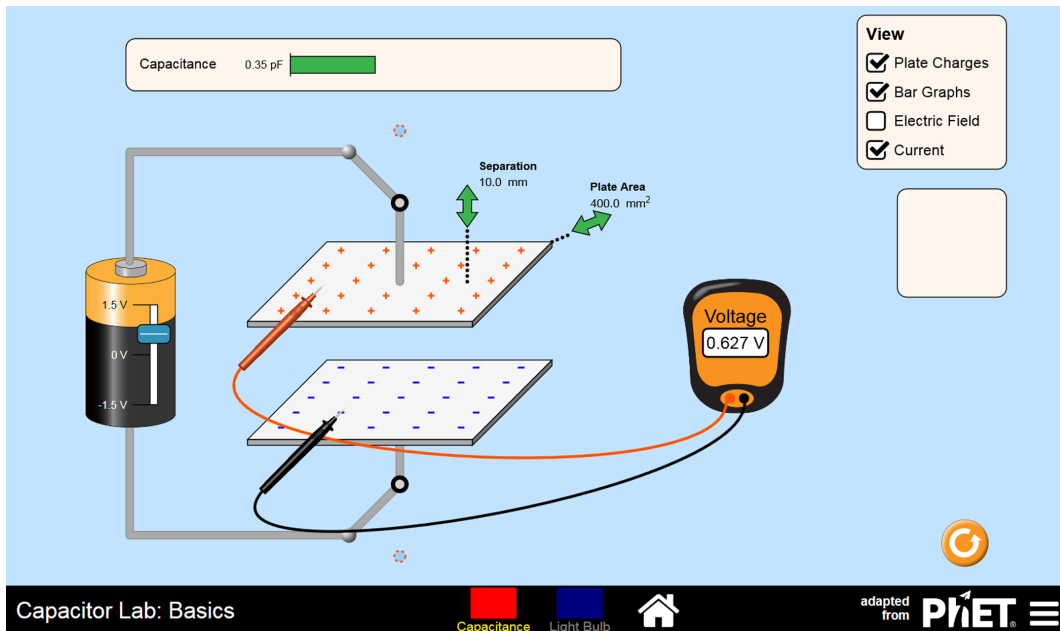 View
Capacitance 0.35 pF
Plate Charges
Bar Graphs
Electric Field
Current
Separation
10.0 mm
Plate Area
400.0 mm²
1.5 V
0 V
-1.5 V
Voltage
0.627 V
Capacitor Lab: Basics
Capacitance
Light Bulb
adapted
from
PhET